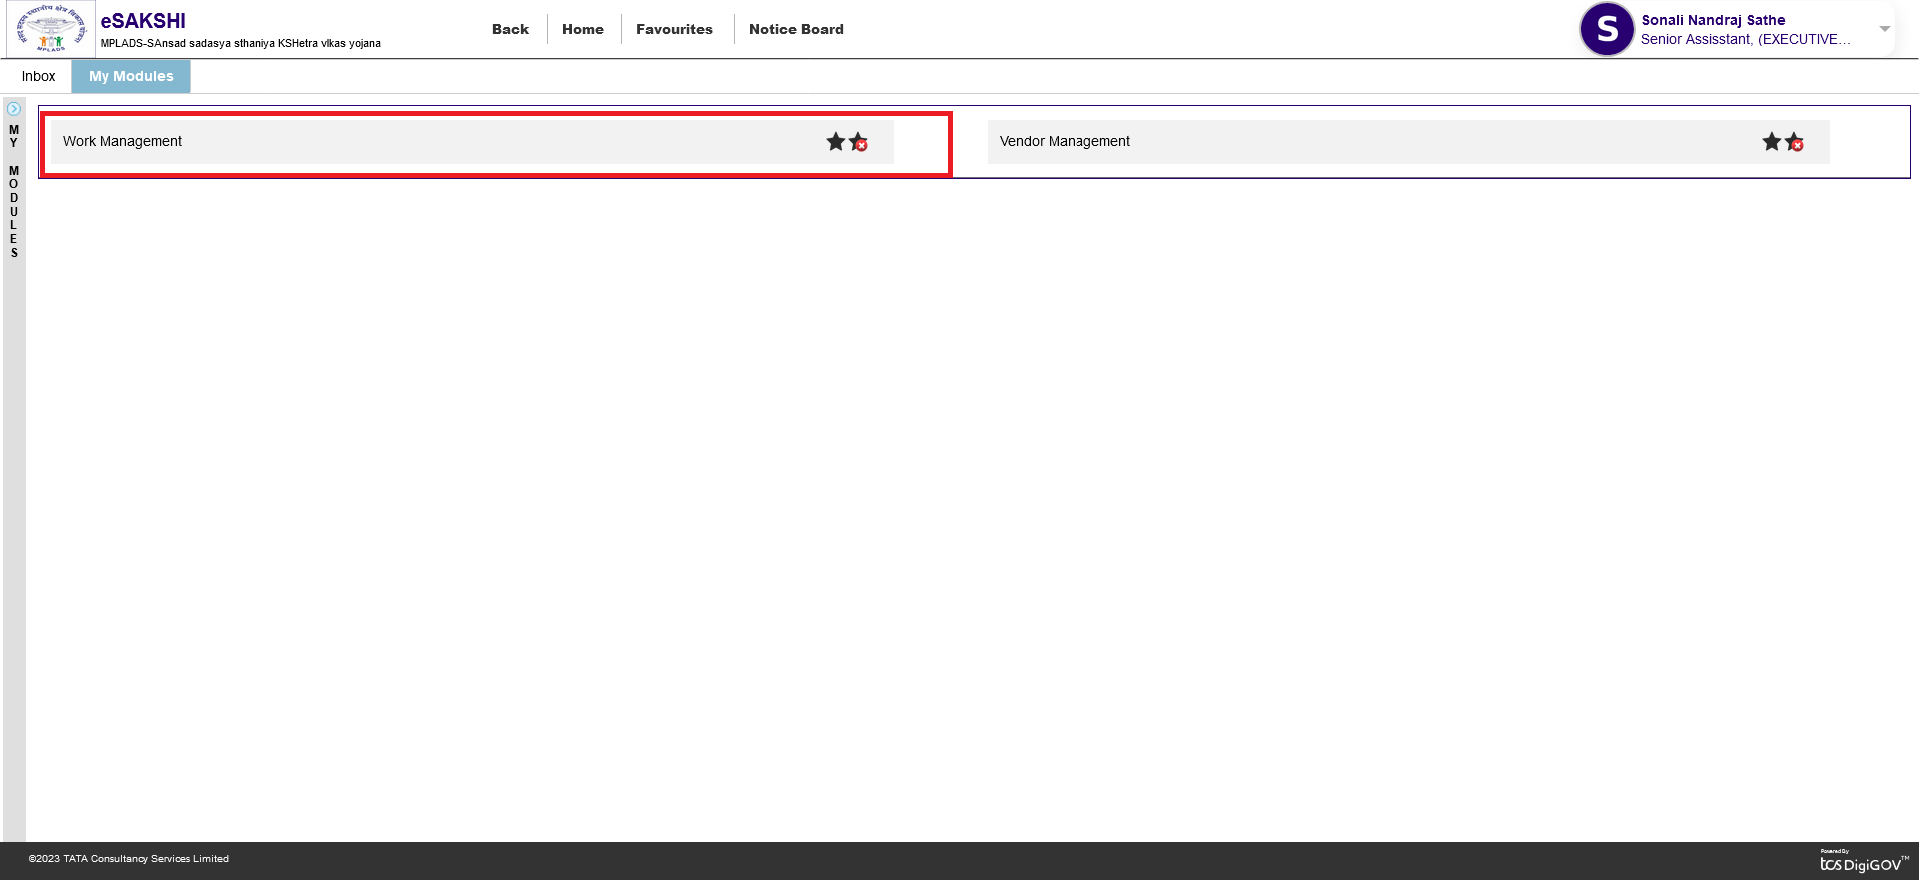 eSAKSHI
MPLADS-SAnsad sadasya sthaniya KSHetra vIkas yojana
MPLADS
Back
Home
Favourites
Notice Board
S
Sonali Nandraj Sathe
Senior Assisstant, (EXECUTIVE...
Inbox
My Modules
MY MODULES
Work Management
Vendor Management
©2023 TATA Consultancy Services Limited
Powered By
tcs DigiGOV™